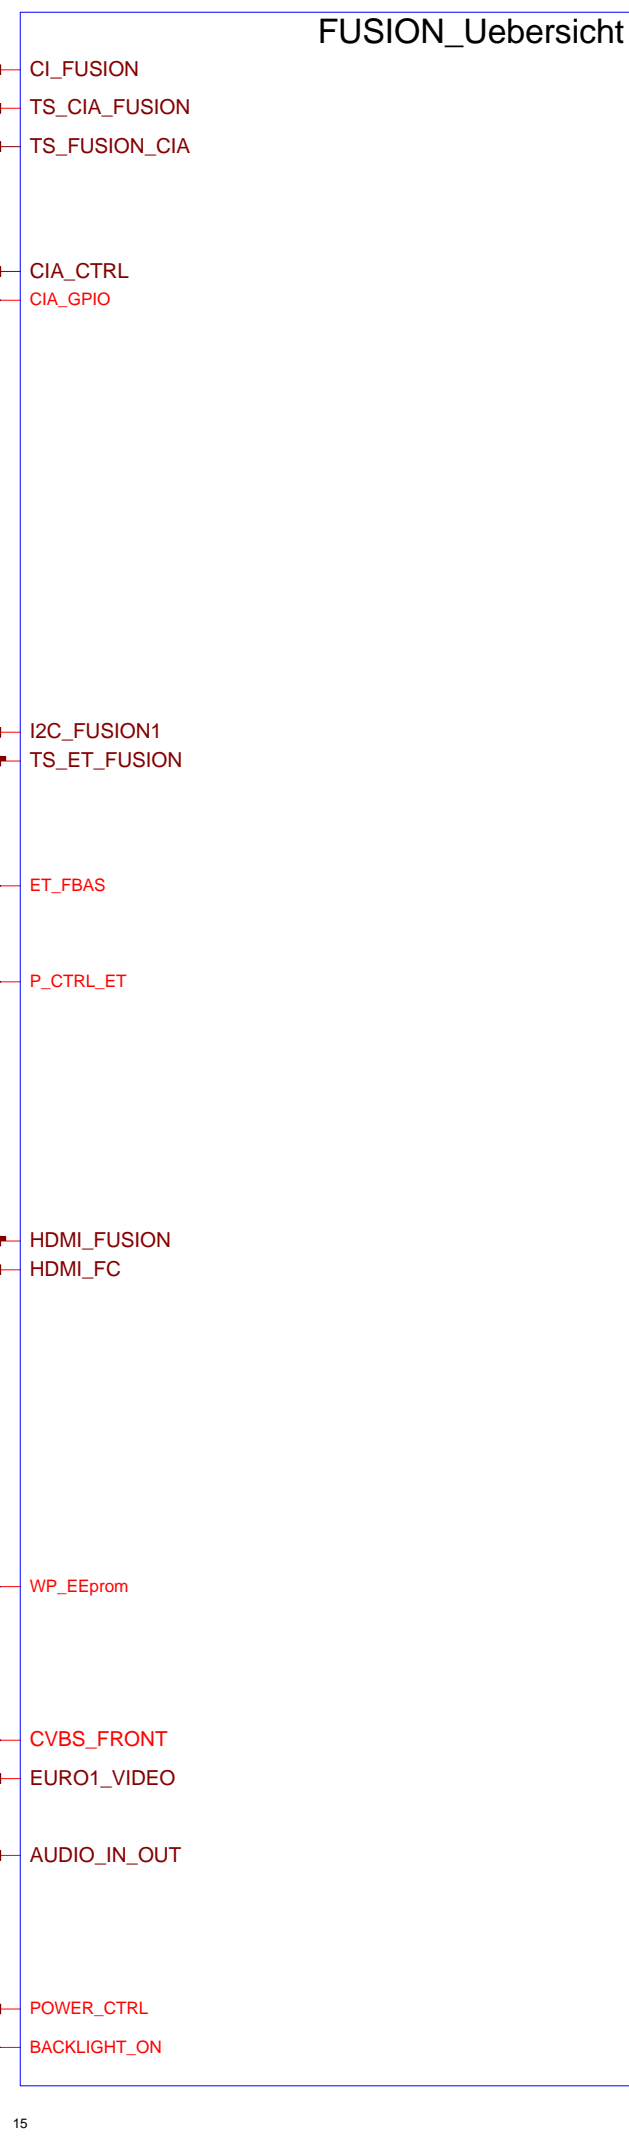 FUSION_Uebersicht
CI_FUSION
TS_CIA_FUSION
TS_FUSION_CIA
CIA_CTRL
CIA_GPIO
I2C_FUSION1
TS_ET_FUSION
ET_FBAS
P_CTRL_ET
HDMI_FUSION
HDMI_FC
WP_EEprom
CVBS_FRONT
EURO1_VIDEO
AUDIO_IN_OUT
POWER_CTRL
BACKLIGHT_ON
15